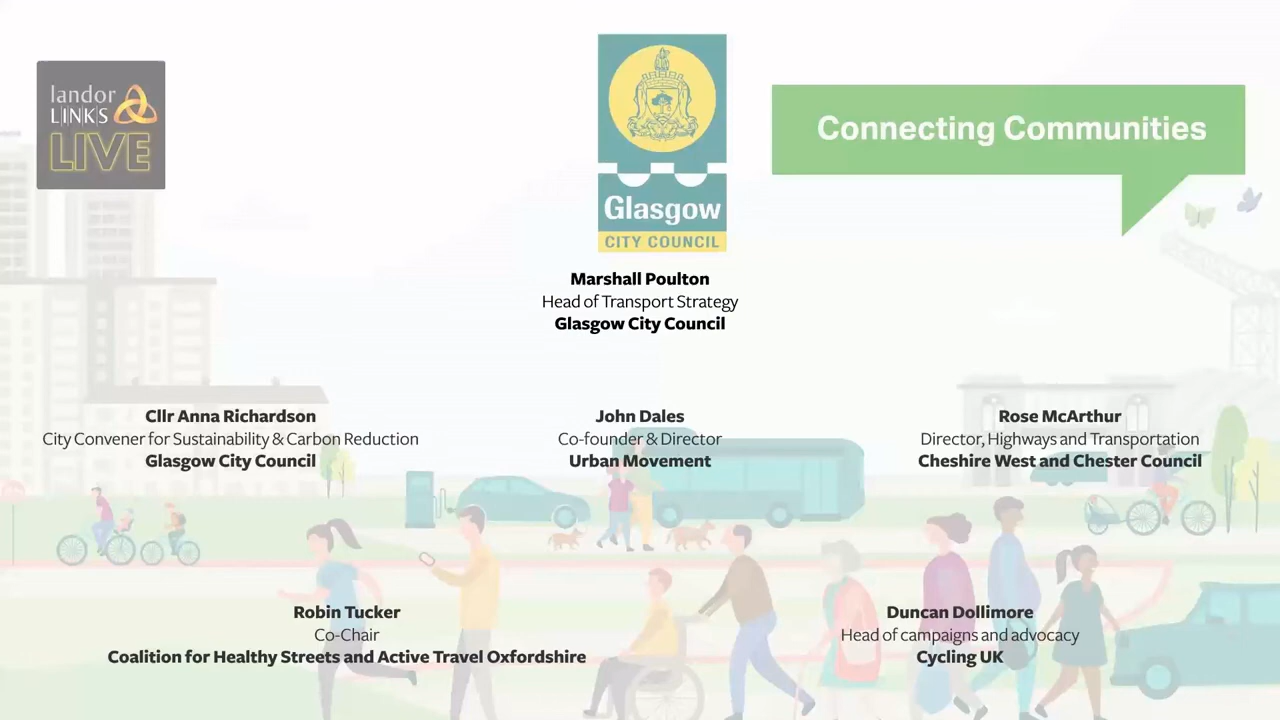 landor
LINKS
LIVE
Glasgow
CITY COUNCIL
Connecting Communities
Marshall Poulton
Head of Transport Strategy
Glasgow City Council
Cllr Anna Richardson
City Convener for Sustainability & Carbon Reduction
Glasgow City Council
John Dales
Co-founder & Director
Urban Movement
Rose McArthur
Director, Highways and Transportation
Cheshire West and Chester Council
Robin Tucker
Co-Chair
Coalition for Healthy Streets and Active Travel Oxfordshire
Duncan Dollimore
Head of campaigns and advocacy
Cycling UK